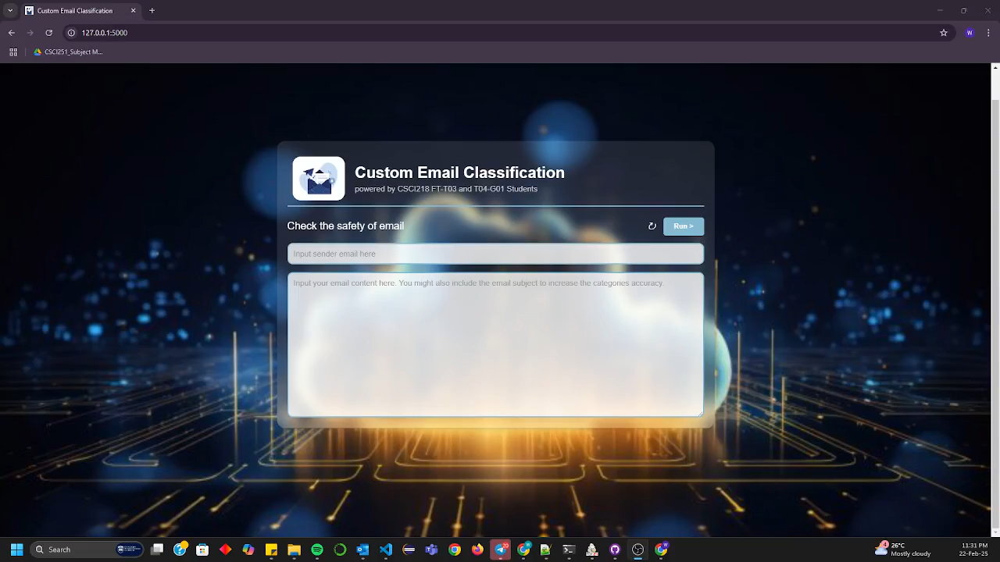 Custom Email Classification
127.0.0.1:5000
CSCI251_Subject M...
Custom Email Classification
powered by CSCI218 FT-T03 and T04-G01 Students
Check the safety of email
Run >
Input sender email here
Input your email content here. You might also include the email subject to increase the categories accuracy.
Search
20
26°C
Mostly cloudy
11:31 PM
22-Feb-25